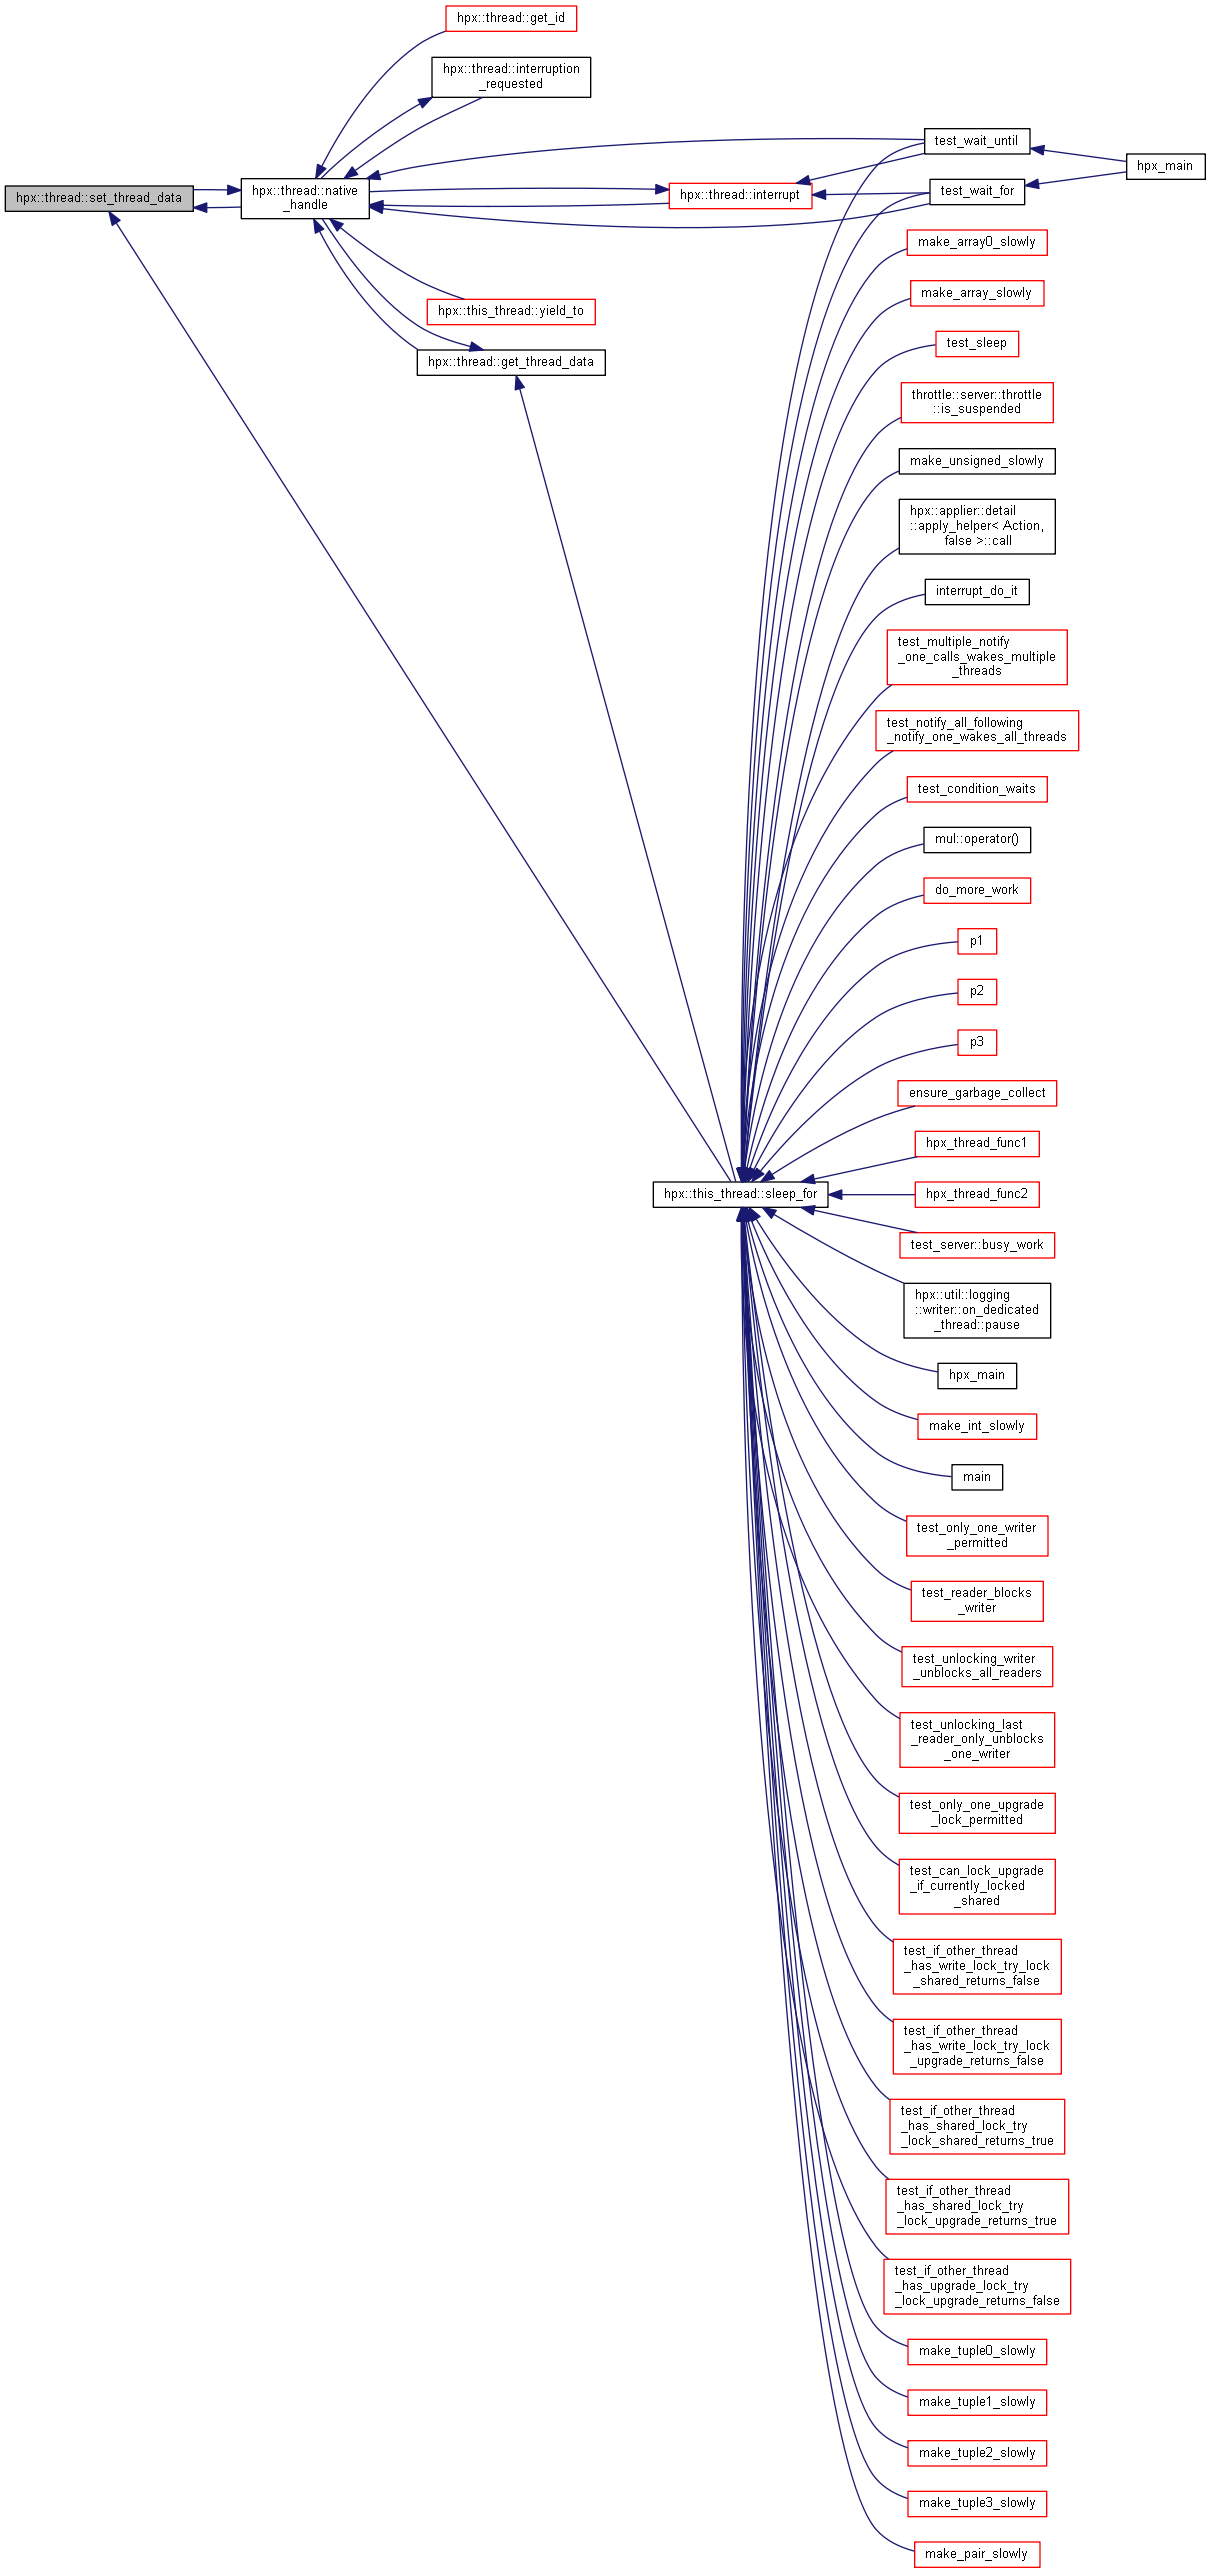 hpx::thread::get_id
hpx::thread::interruption
_requested
test_wait_until
hpx_main
hpx::thread::set_thread_data
hpx::thread::native
_handle
hpx::thread::interrupt
test_wait_for
make_array0_slowly
make_array_slowly
hpx::this_thread::yield_to
test_sleep
hpx::thread::get_thread_data
throttle::server::throttle
::is_suspended
make_unsigned_slowly
hpx::applier::detail
::apply_helper< Action,
false >::call
interrupt_do_it
test_multiple_notify
_one_calls_wakes_multiple
_threads
test_notify_all_following
_notify_one_wakes_all_threads
test_condition_waits
mul::operator()
do_more_work
p1
p2
p3
ensure_garbage_collect
hpx_thread_func1
hpx::this_thread::sleep_for
hpx_thread_func2
test_server::busy_work
hpx::util::logging
::writer::on_dedicated
_thread::pause
hpx_main
make_int_slowly
main
test_only_one_writer
_permitted
test_reader_blocks
_writer
test_unlocking_writer
_unblocks_all_readers
test_unlocking_last
_reader_only_unblocks
_one_writer
test_only_one_upgrade
_lock_permitted
test_can_lock_upgrade
_if_currently_locked
_shared
test_if_other_thread
_has_write_lock_try_lock
_shared_returns_false
test_if_other_thread
_has_write_lock_try_lock
_upgrade_returns_false
test_if_other_thread
_has_shared_lock_try
_lock_shared_returns_true
test_if_other_thread
_has_shared_lock_try
_lock_upgrade_returns_true
test_if_other_thread
_has_upgrade_lock_try
_lock_upgrade_returns_false
make_tuple0_slowly
make_tuple1_slowly
make_tuple2_slowly
make_tuple3_slowly
make_pair_slowly